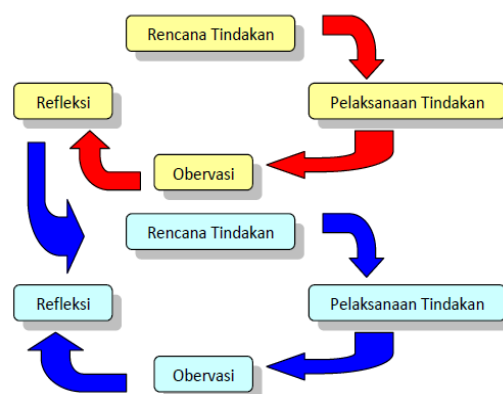 Rencana Tindakan
Pelaksanaan Tindakan
Obervasi
Refleksi
Rencana Tindakan
Pelaksanaan Tindakan
Obervasi
Refleksi